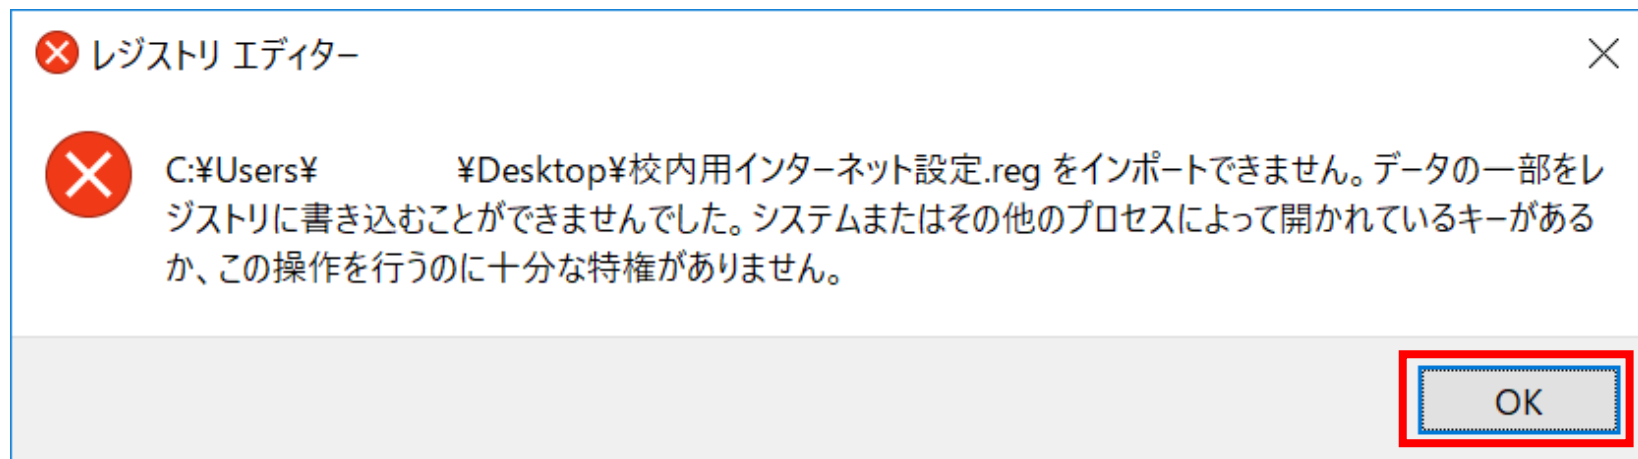 レジストリ エディター
C:¥Users¥ ¥Desktop¥校内用インターネット設定.reg をインポートできません。データの一部をレ
ジストリに書き込むことができませんでした。システムまたはその他のプロセスによって開かれているキーがある
か、この操作を行うのに十分な特権がありません。
OK